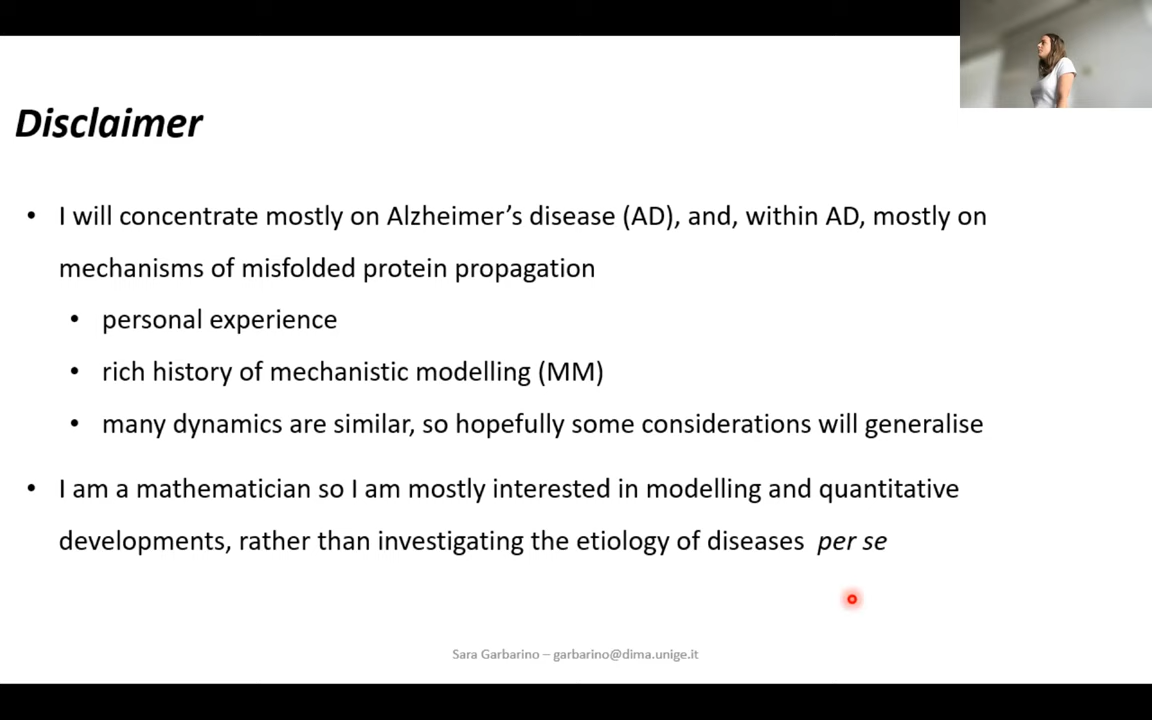 Disclaimer
• I will concentrate mostly on Alzheimer’s disease (AD), and, within AD, mostly on
mechanisms of misfolded protein propagation
• personal experience
• rich history of mechanistic modelling (MM)
• many dynamics are similar, so hopefully some considerations will generalise
• I am a mathematician so I am mostly interested in modelling and quantitative
developments, rather than investigating the etiology of diseases per se
Sara Garbarino – garbarino@dima.unige.it